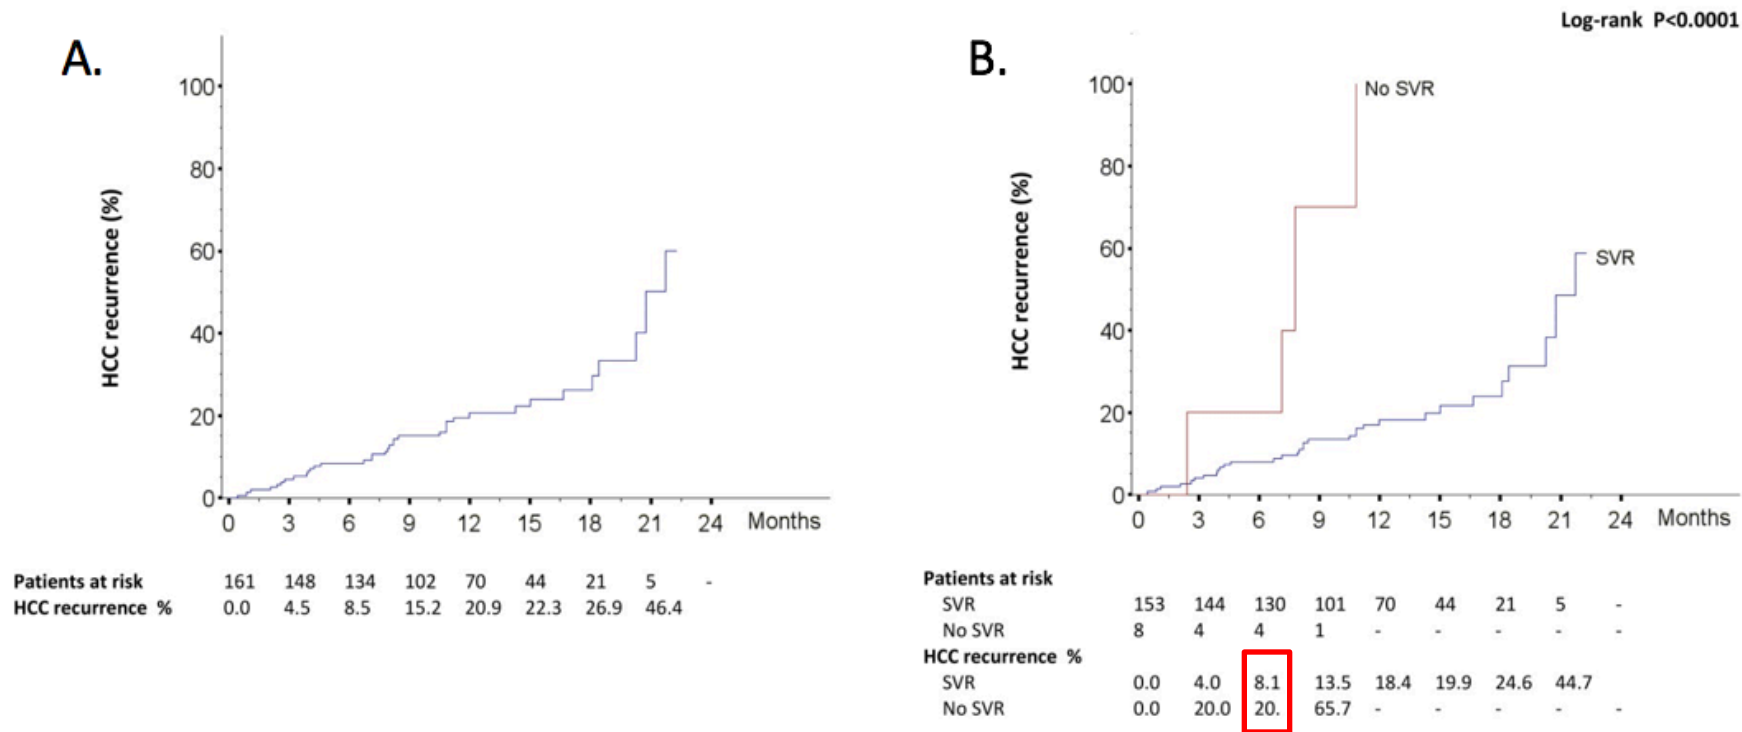 A.
HCC recurrence (%)
100
80
60
40
20
0
0 3 6 9 12 15 18 21 24 Months
Patients at risk 161 148 134 102 70 44 21 5 -
HCC recurrence % 0.0 4.5 8.5 15.2 20.9 22.3 26.9 46.4
Log-rank P<0.0001
B.
HCC recurrence (%)
100
No SVR
80
60
SVR
40
20
0
0 3 6 9 12 15 18 21 24 Months
Patients at risk
SVR 153 144 130 101 70 44 21 5 -
No SVR 8 4 4 1 - - - - -
HCC recurrence %
SVR 0.0 4.0 8.1 13.5 18.4 19.9 24.6 44.7
No SVR 0.0 20.0 20. 65.7 - - - - -